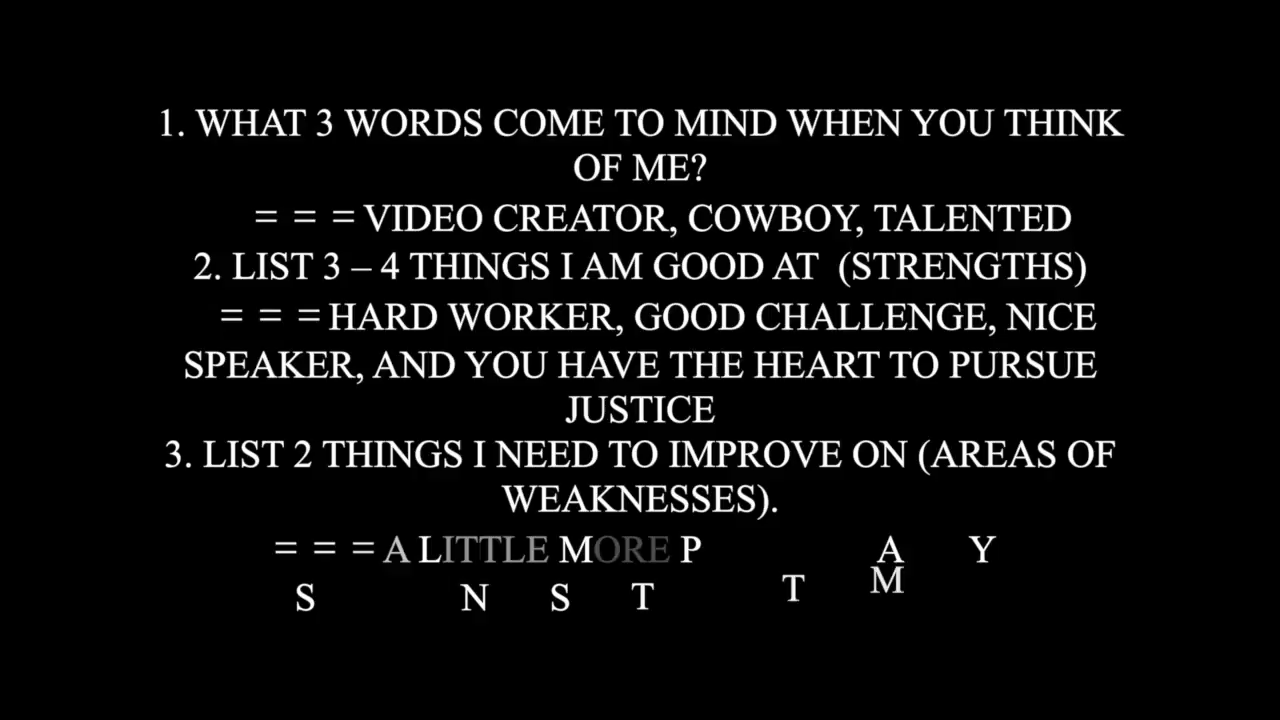 1. WHAT 3 WORDS COME TO MIND WHEN YOU THINK
OF ME?
= = = VIDEO CREATOR, COWBOY, TALENTED
2. LIST 3 – 4 THINGS I AM GOOD AT (STRENGTHS)
= = = HARD WORKER, GOOD CHALLENGE, NICE
SPEAKER, AND YOU HAVE THE HEART TO PURSUE
JUSTICE
3. LIST 2 THINGS I NEED TO IMPROVE ON (AREAS OF
WEAKNESSES).
= = = A LITTLE MORE P A Y
S N S T T M